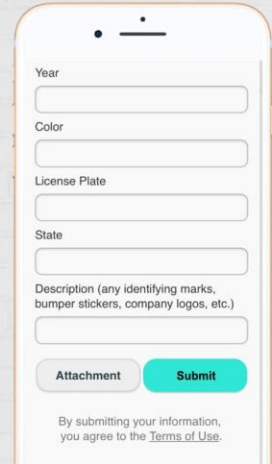 Year
Color
License Plate
State
Description (any identifying marks,
bumper stickers, company logos, etc.)
Attachment
Submit
By submitting your information,
you agree to the Terms of Use.